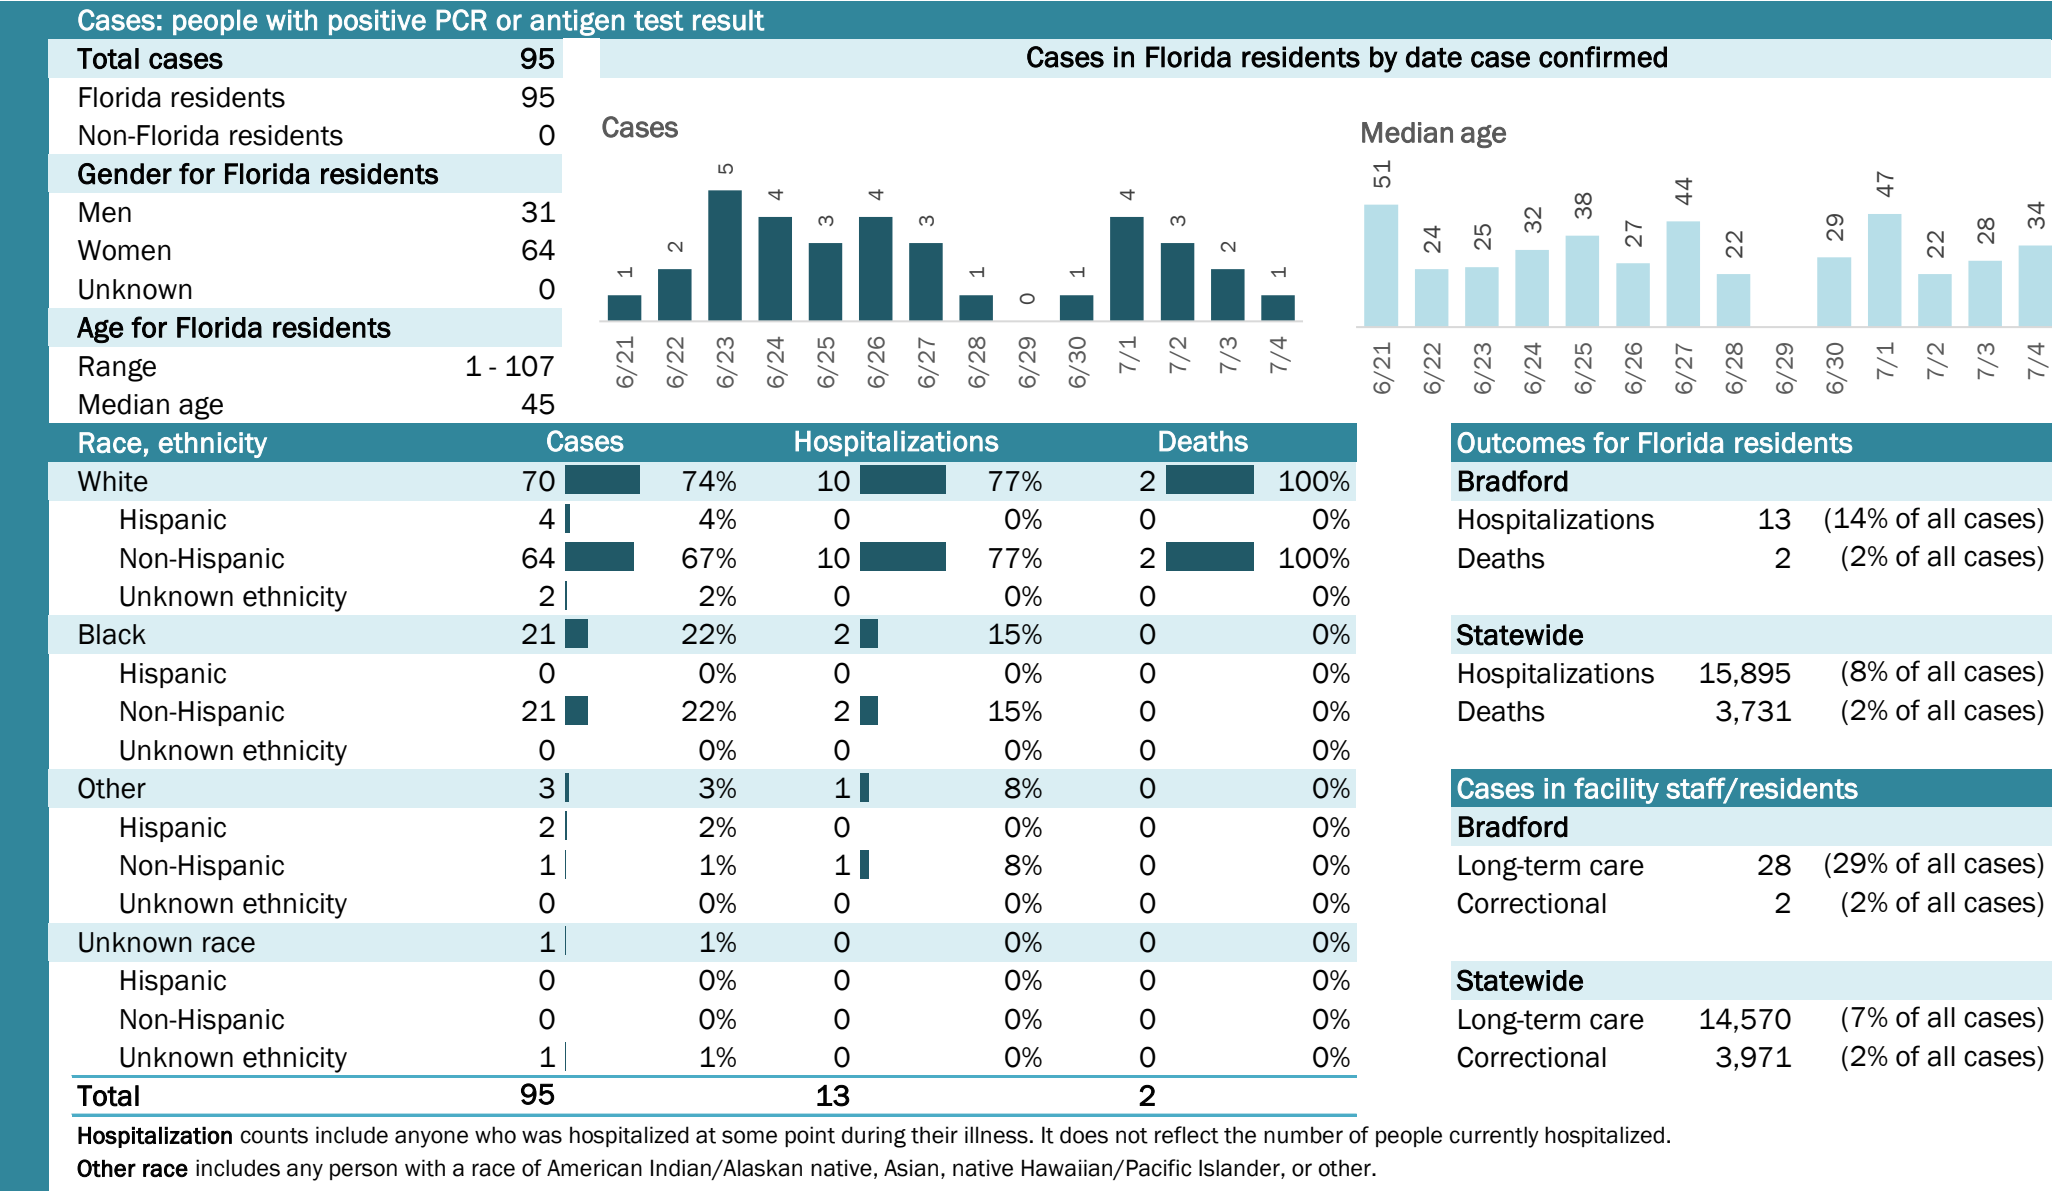 Cases: people with positive PCR or antigen test result
Total cases 95
Florida residents 95
Non-Florida residents 0
Gender for Florida residents
Men 31
Women 64
Unknown 0
Age for Florida residents
Range 1 - 107
Median age 45
Cases in Florida residents by date case confirmed
Cases
1 2 5 4 3 4 3 1 0 1 4 3 2 1
6/21 6/22 6/23 6/24 6/25 6/26 6/27 6/28 6/29 6/30 7/1 7/2 7/3 7/4
Median age
51 24 25 32 38 27 44 22 29 47 22 28 34
6/21 6/22 6/23 6/24 6/25 6/26 6/27 6/28 6/29 6/30 7/1 7/2 7/3 7/4
Race, ethnicity Cases Hospitalizations Deaths
White 70 74% 10 77% 2 100%
Hispanic 4 4% 0 0% 0 0%
Non-Hispanic 64 67% 10 77% 2 100%
Unknown ethnicity 2 2% 0 0% 0 0%
Black 21 22% 2 15% 0 0%
Hispanic 0 0% 0 0% 0 0%
Non-Hispanic 21 22% 2 15% 0 0%
Unknown ethnicity 0 0% 0 0% 0 0%
Other 3 3% 1 8% 0 0%
Hispanic 2 2% 0 0% 0 0%
Non-Hispanic 1 1% 1 8% 0 0%
Unknown ethnicity 0 0% 0 0% 0 0%
Unknown race 1 1% 0 0% 0 0%
Hispanic 0 0% 0 0% 0 0%
Non-Hispanic 0 0% 0 0% 0 0%
Unknown ethnicity 1 1% 0 0% 0 0%
Total 95 13 2
Outcomes for Florida residents
Bradford
Hospitalizations 13 (14% of all cases)
Deaths 2 (2% of all cases)
Statewide
Hospitalizations 15,895 (8% of all cases)
Deaths 3,731 (2% of all cases)
Cases in facility staff/residents
Bradford
Long-term care 28 (29% of all cases)
Correctional 2 (2% of all cases)
Statewide
Long-term care 14,570 (7% of all cases)
Correctional 3,971 (2% of all cases)
Hospitalization counts include anyone who was hospitalized at some point during their illness. It does not reflect the number of people currently hospitalized.
Other race includes any person with a race of American Indian/Alaskan native, Asian, native Hawaiian/Pacific Islander, or other.